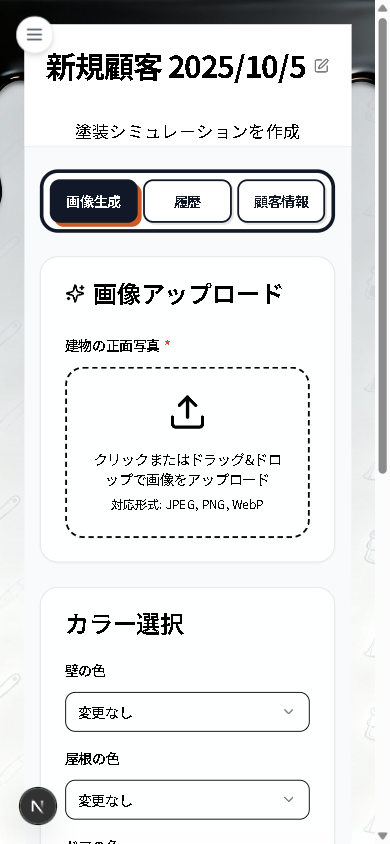 新規顧客 2025/10/5
塗装シミュレーションを作成
画像生成
履歴
顧客情報
画像アップロード
建物の正面写真 *
クリックまたはドラッグ&ドロ
ップで画像をアップロード
対応形式: JPEG, PNG, WebP
カラー選択
壁の色
変更なし
屋根の色
変更なし
N
ドアの色